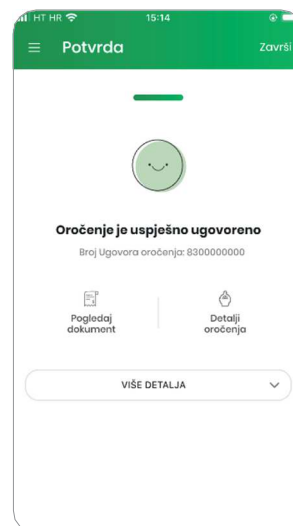 HT HR 15:14
Potvrda Završi
Oročenje je uspješno ugovoreno
Broj Ugovora oročenja: 8300000000
Pogledaj
dokument
Detalji
oročenja
VIŠE DETALJA